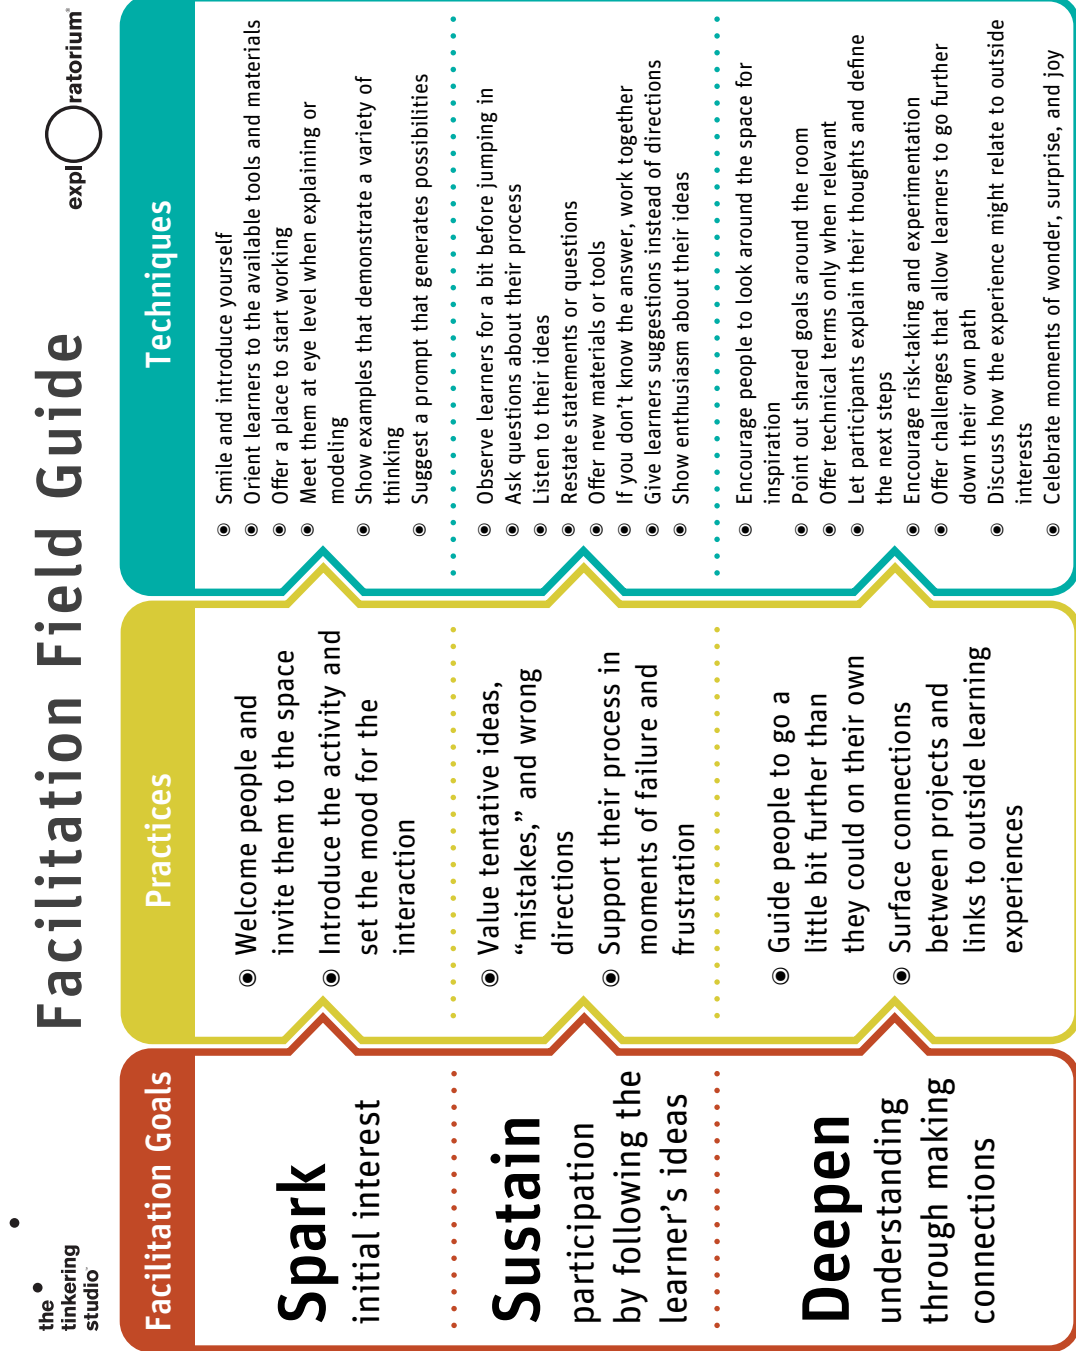 the
tinkering
studio
Facilitation Field Guide
expl ratorium®
Facilitation Goals
Practices
Techniques
Spark
initial interest
◉ Welcome people and
invite them to the space
◉ Introduce the activity and
set the mood for the
interaction
◉ Smile and introduce yourself
◉ Orient learners to the available tools and materials
◉ Offer a place to start working
◉ Meet them at eye level when explaining or
modeling
◉ Show examples that demonstrate a variety of
thinking
◉ Suggest a prompt that generates possibilities
Sustain
participation
by following the
learner's ideas
◉ Value tentative ideas,
“mistakes,” and wrong
directions
◉ Support their process in
moments of failure and
frustration
◉ Observe learners for a bit before jumping in
◉ Ask questions about their process
◉ Listen to their ideas
◉ Restate statements or questions
◉ Offer new materials or tools
◉ If you don't know the answer, work together
◉ Give learners suggestions instead of directions
◉ Show enthusiasm about their ideas
Deepen
understanding
through making
connections
◉ Guide people to go a
little bit further than
they could on their own
◉ Surface connections
between projects and
links to outside learning
experiences
◉ Encourage people to look around the space for
inspiration
◉ Point out shared goals around the room
◉ Offer technical terms only when relevant
◉ Let participants explain their thoughts and define
the next steps
◉ Encourage risk-taking and experimentation
◉ Offer challenges that allow learners to go further
down their own path
◉ Discuss how the experience might relate to outside
interests
◉ Celebrate moments of wonder, surprise, and joy